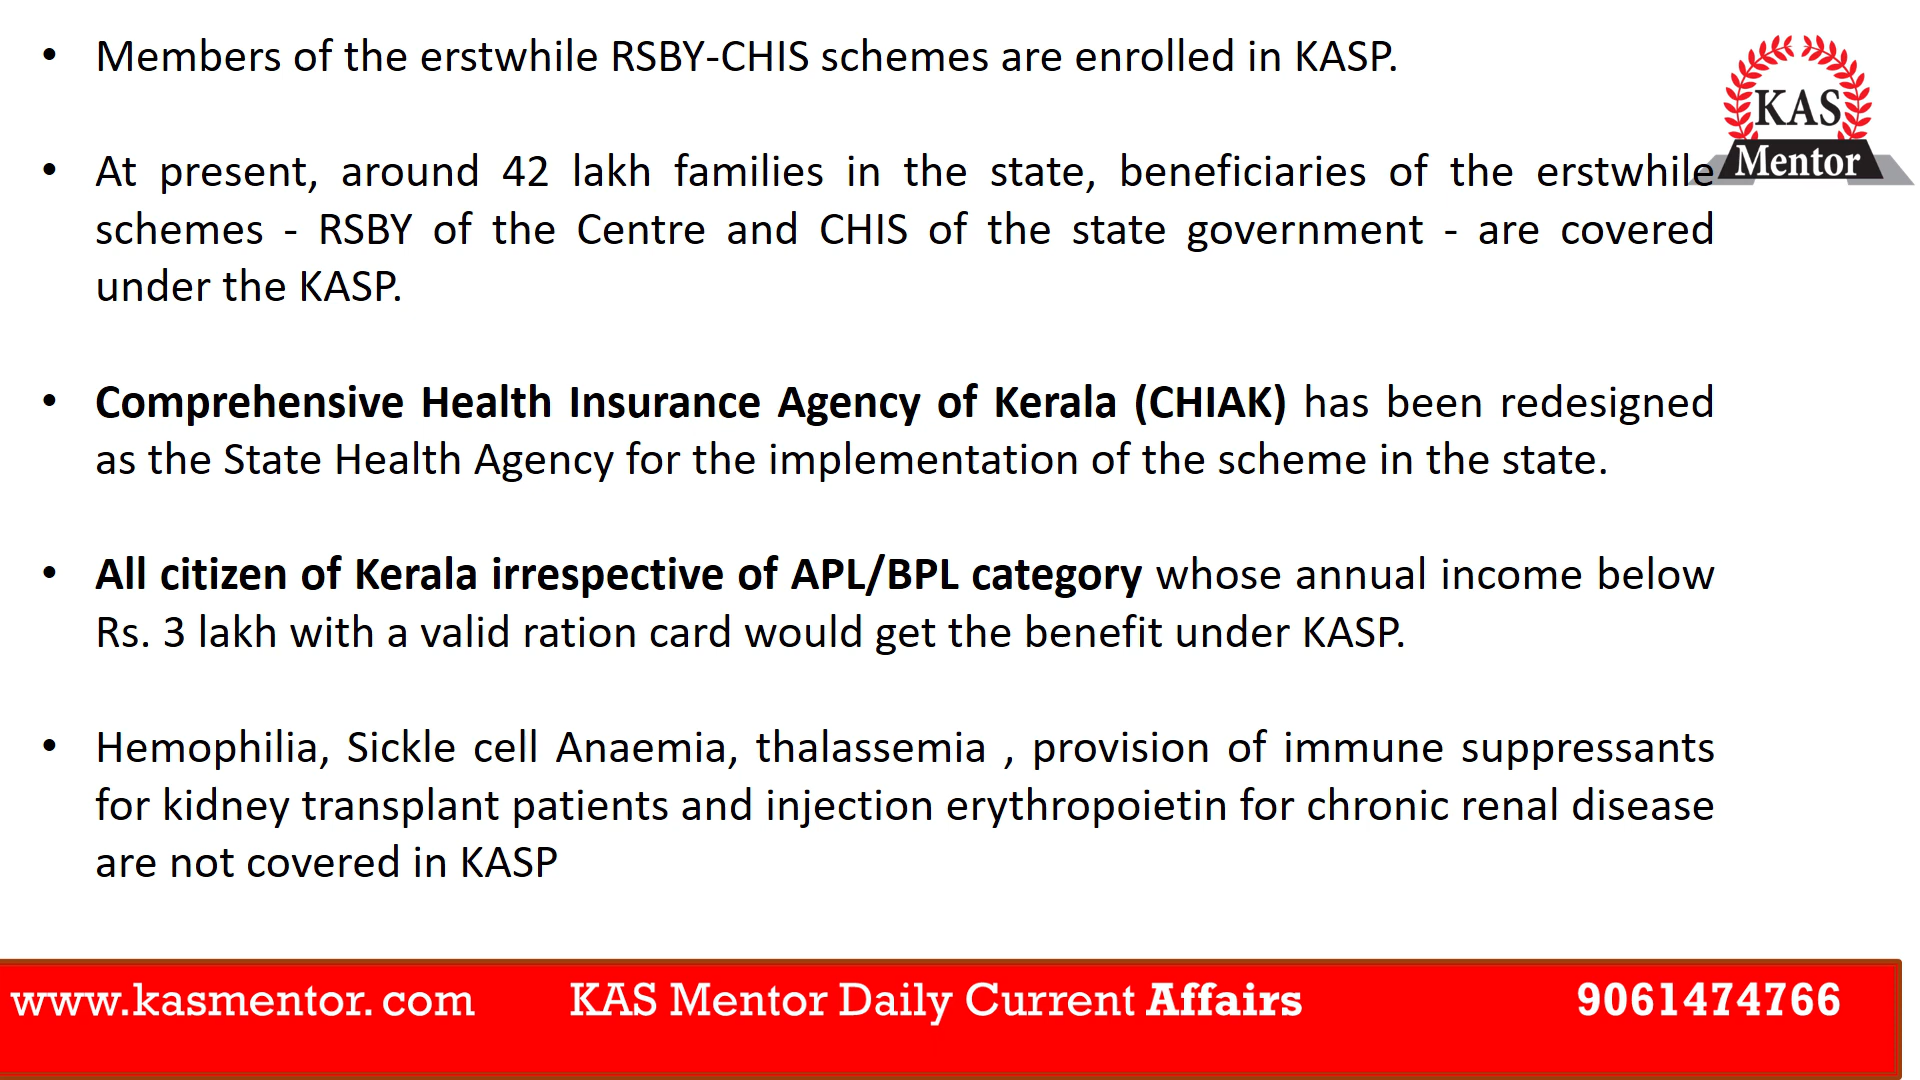 • Members of the erstwhile RSBY-CHIS schemes are enrolled in KASP.
KAS
Mentor
• At present, around 42 lakh families in the state, beneficiaries of the erstwhile
schemes - RSBY of the Centre and CHIS of the state government - are covered
under the KASP.
• Comprehensive Health Insurance Agency of Kerala (CHIAK) has been redesigned
as the State Health Agency for the implementation of the scheme in the state.
• All citizen of Kerala irrespective of APL/BPL category whose annual income below
Rs. 3 lakh with a valid ration card would get the benefit under KASP.
• Hemophilia, Sickle cell Anaemia, thalassemia , provision of immune suppressants
for kidney transplant patients and injection erythropoietin for chronic renal disease
are not covered in KASP
www.kasmentor. com KAS Mentor Daily Current Affairs 9061474766